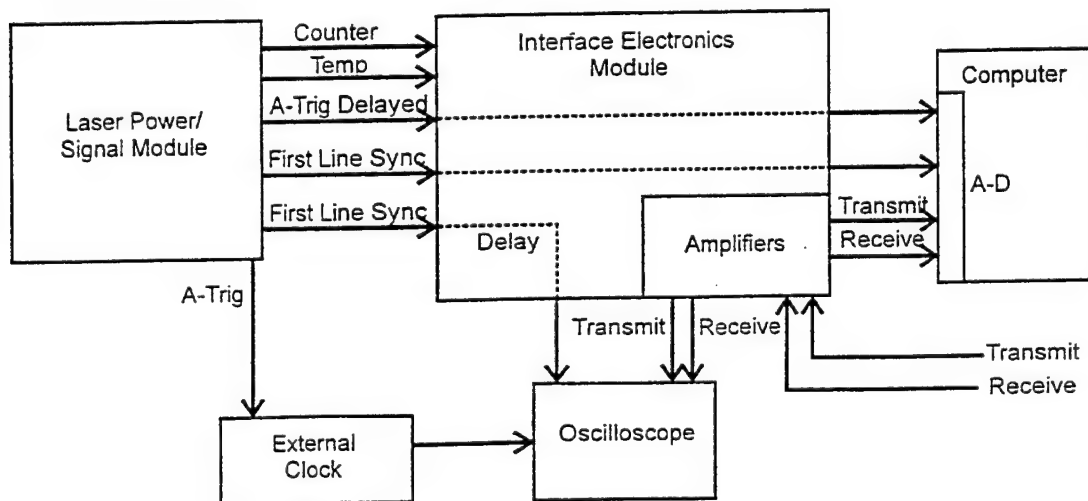 Counter
Temp
A-Trig Delayed
First Line Sync
First Line Sync
Laser Power/
Signal Module
A-Trig
Interface Electronics
Module
Delay
Amplifiers
Computer
A-D
Transmit
Receive
Transmit
Receive
Transmit
Receive
External
Clock
Oscilloscope